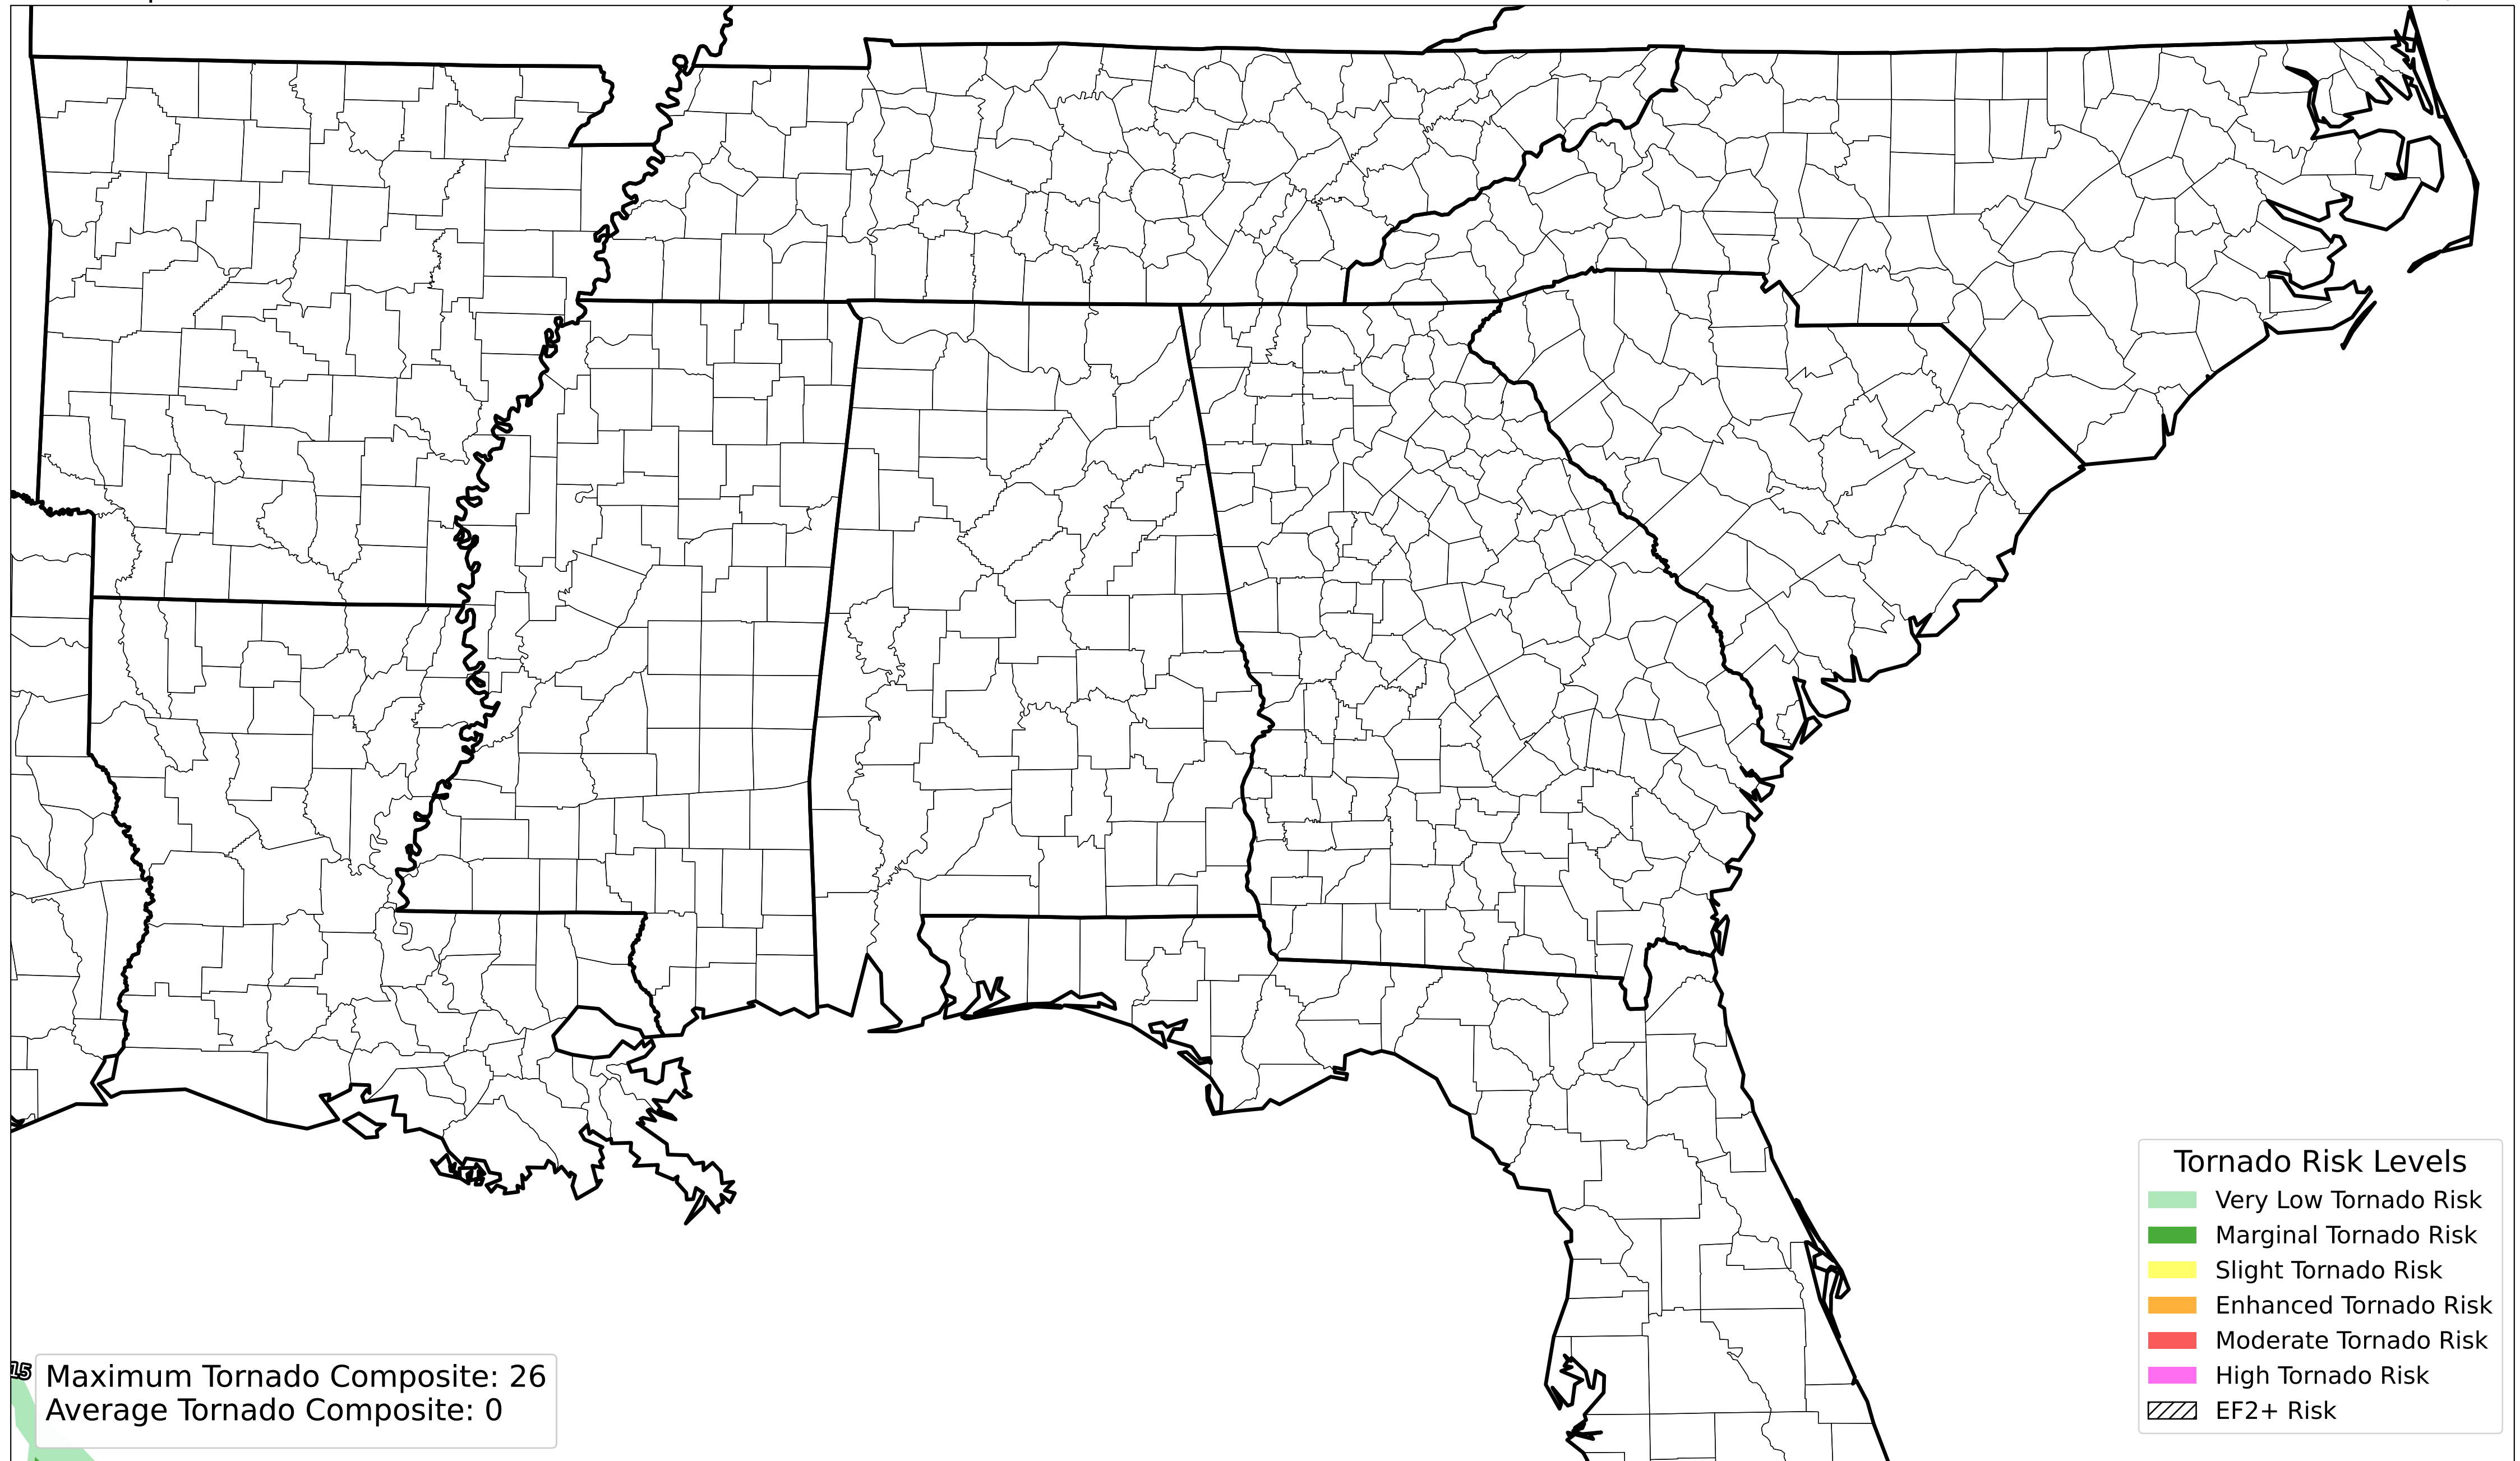 Tornado Risk Levels
Very Low Tornado Risk
Marginal Tornado Risk
Slight Tornado Risk
Enhanced Tornado Risk
Moderate Tornado Risk
High Tornado Risk
EF2+ Risk
15
Maximum Tornado Composite: 26
Average Tornado Composite: 0